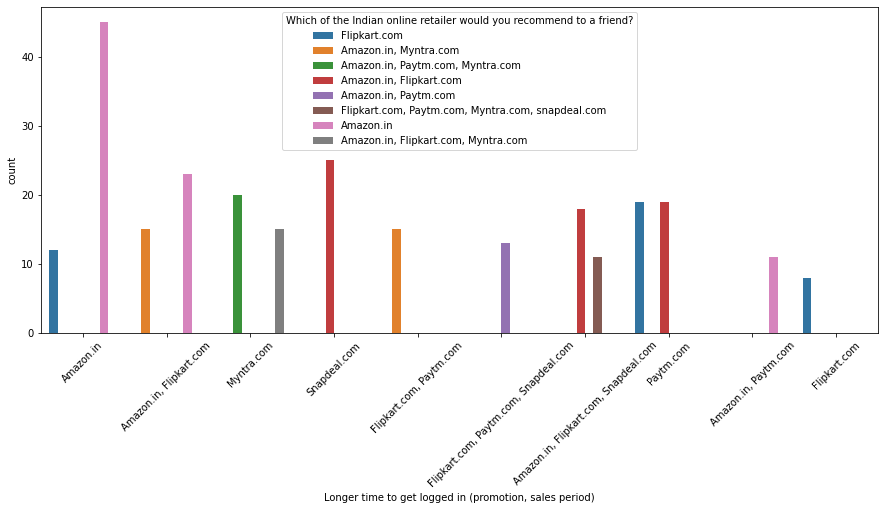 Which of the Indian online retailer would you recommend to a friend?
Flipkart.com
Amazon.in, Myntra.com
Amazon.in, Paytm.com, Myntra.com
Amazon.in, Flipkart.com
Amazon.in, Paytm.com
Flipkart.com, Paytm.com, Myntra.com, snapdeal.com
Amazon.in
Amazon.in, Flipkart.com, Myntra.com
count
40
30
20
10
0
Amazon.in
Amazon.in, Flipkart.com
Myntra.com
Snapdeal.com
Flipkart.com, Paytm.com
Flipkart.com, Paytm.com, Snapdeal.com
Amazon.in, Flipkart.com, Snapdeal.com
Paytm.com
Amazon.in, Paytm.com
Flipkart.com
Longer time to get logged in (promotion, sales period)